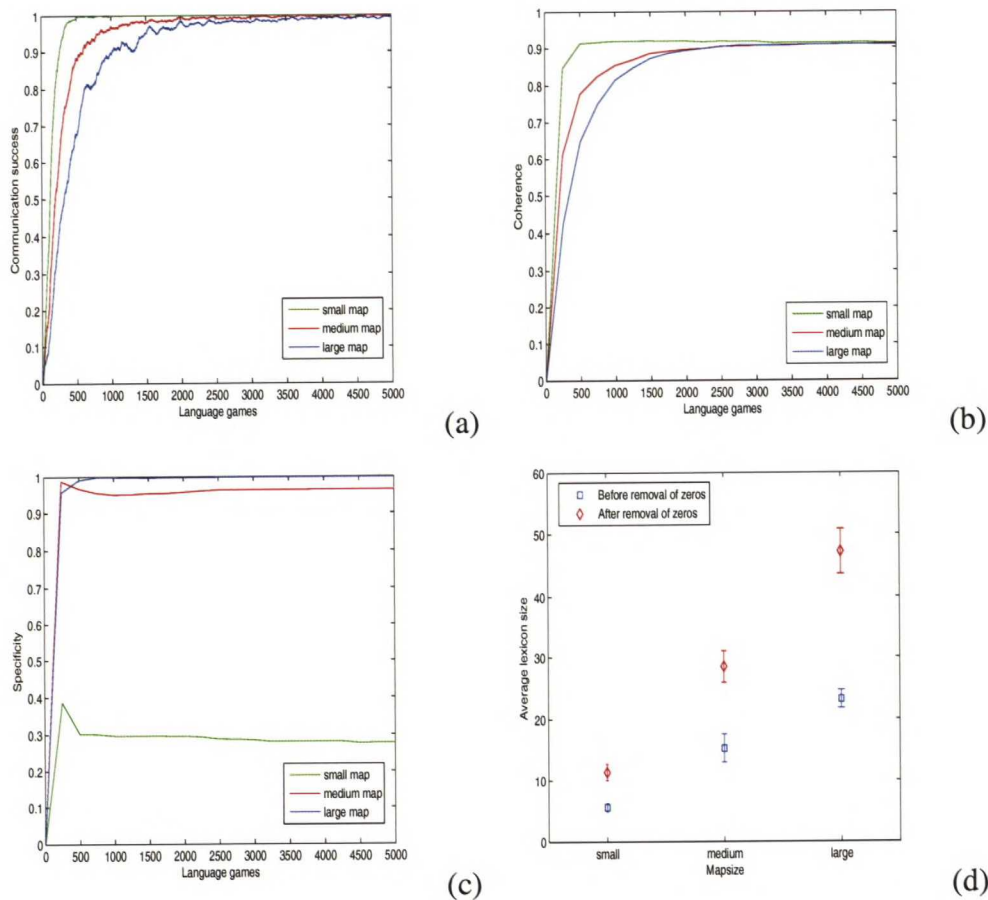 1
0.9
0.8
0.7
0.6
0.5
0.4
0.3
0.2
0.1
0
Communication success
small map
medium map
large map
0 500 1000 1500 2000 2500 3000 3500 4000 4500 5000
Language games
(a)
1
0.9
0.8
0.7
0.6
0.5
0.4
0.3
0.2
0.1
0
Coherence
small map
medium map
large map
0 500 1000 1500 2000 2500 3000 3500 4000 4500 5000
Language games
(b)
1
0.9
0.8
0.7
0.6
0.5
0.4
0.3
0.2
0.1
0
Specificity
small map
medium map
large map
0 500 1000 1500 2000 2500 3000 3500 4000 4500 5000
Language games
(c)
60
50
40
30
20
10
0
Average lexicon size
Before removal of zeros
After removal of zeros
small medium large
Mapsize
(d)